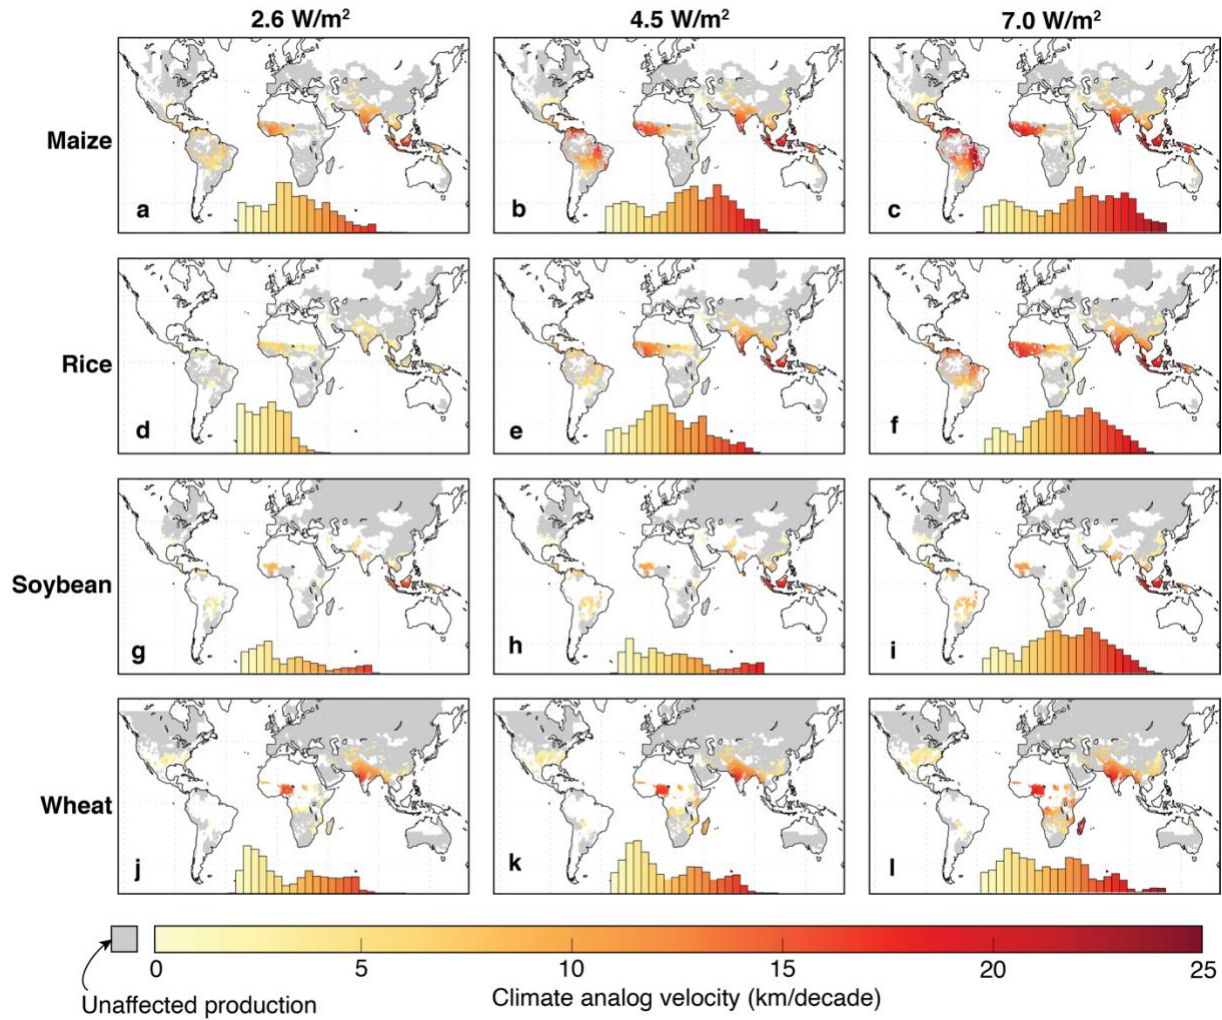 2.6 W/m²
4.5 W/m²
7.0 W/m²
Maize
a
b
c
Rice
d
e
f
Soybean
g
h
i
Wheat
j
k
l
0
5
10
15
20
25
Unaffected production
Climate analog velocity (km/decade)